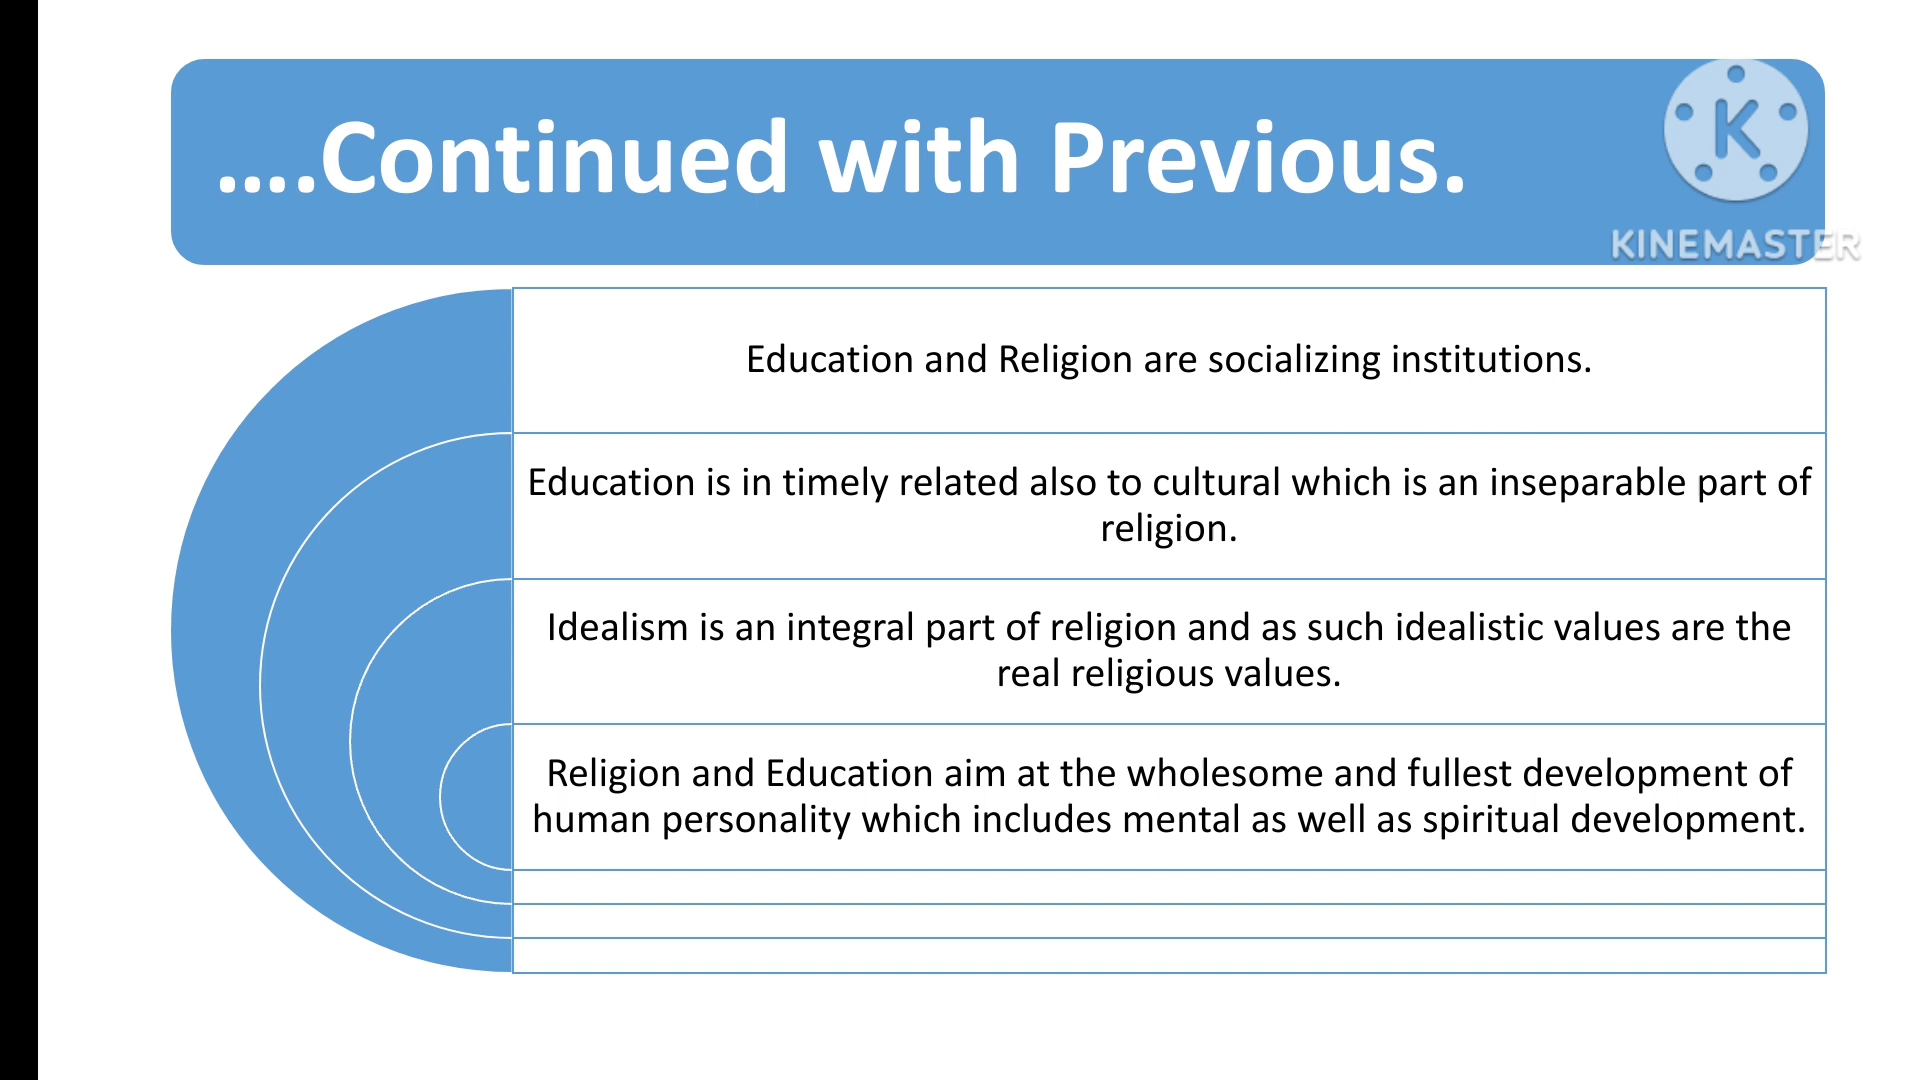 ....Continued with Previous.
K
KINEMASTER
Education and Religion are socializing institutions.
Education is in timely related also to cultural which is an inseparable part of
religion.
Idealism is an integral part of religion and as such idealistic values are the
real religious values.
Religion and Education aim at the wholesome and fullest development of
human personality which includes mental as well as spiritual development.